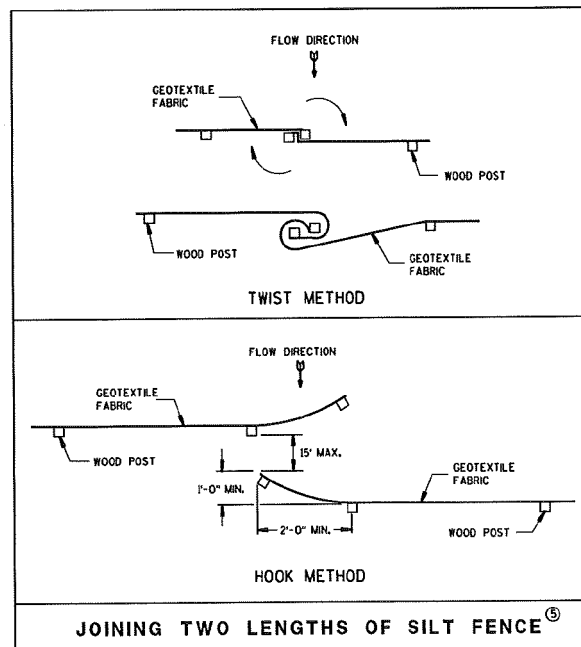 FLOW DIRECTION
GEOTEXTILE
FABRIC
WOOD POST
WOOD POST
GEOTEXTILE
FABRIC
TWIST METHOD
FLOW DIRECTION
GEOTEXTILE
FABRIC
WOOD POST
15' MAX.
1'-0" MIN.
2'-0" MIN.
GEOTEXTILE
FABRIC
WOOD POST
HOOK METHOD
JOINING TWO LENGTHS OF SILT FENCE ⑤